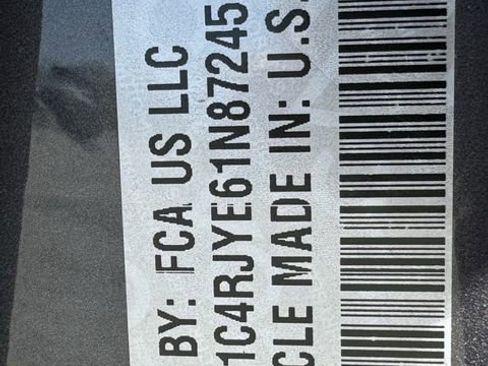 BY: FCA US LLC
1C4RJYE61N87245
CLE MADE IN: U.S.